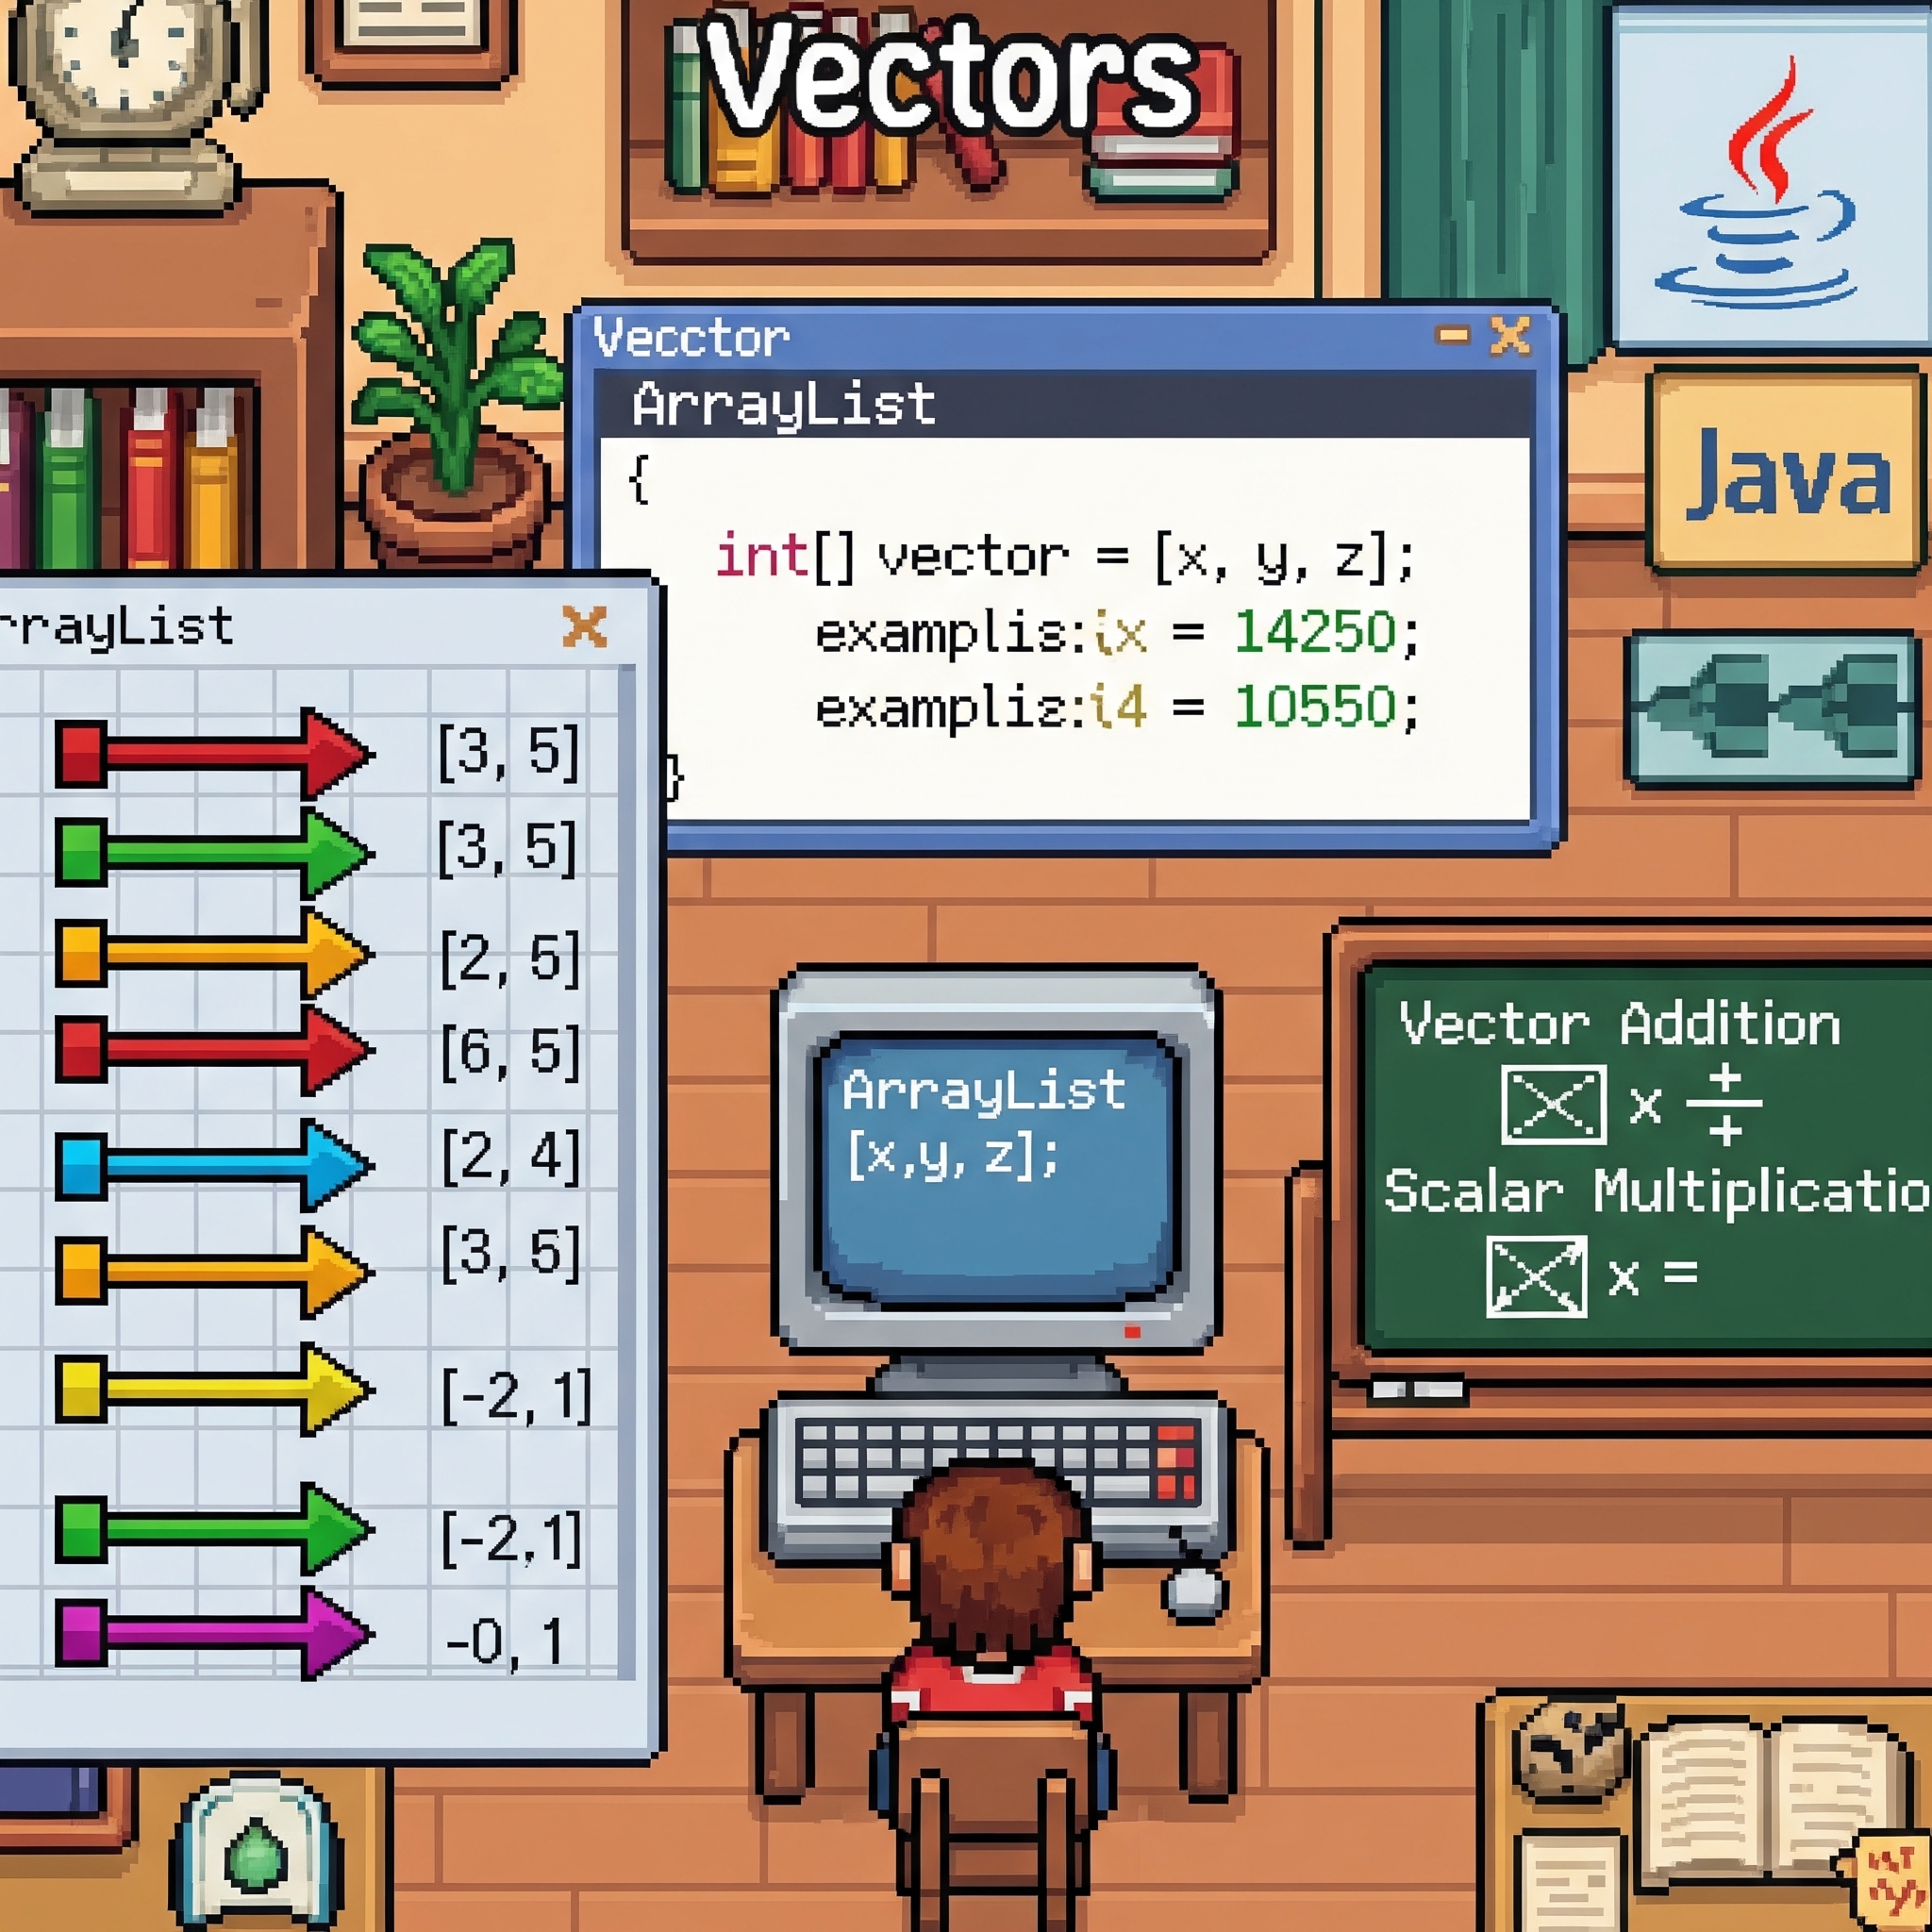 Vectors
Vecctor
ArrayList
{
int[] vector = [x, y, z];
examplis:ix = 14250;
examplis:i4 = 10550;
}
Java
rrayList
[3, 5]
[3, 5]
[2, 5]
[6, 5]
[2, 4]
[3, 5]
[-2, 1]
[-2,1]
-0, 1
ArrayList
[x,y, z];
Vector Addition
x ÷
Scalar Multiplicatio
x =